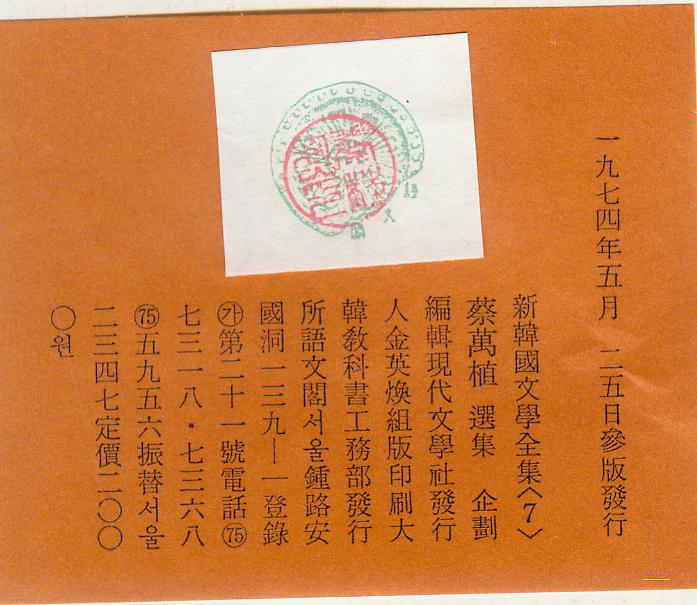 一九七四年五月 二五日參版發行
新韓國文學全集〈7〉
蔡萬植 選集 企劃
編輯現代文學社發行
人金英煥組版印刷大
韓敎科書工務部發行
所語文閣서울鍾路安
國洞一三九―一登錄
㉮第二十一號電話㊄
七三一八·七三六八
㊄五九五六振替서울
二三四七定價二〇〇
〇원